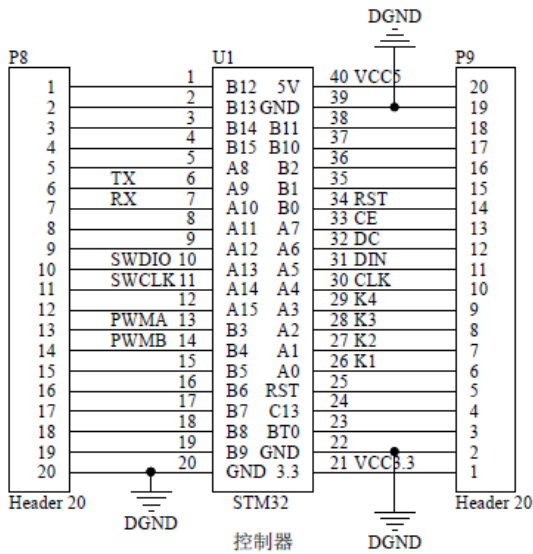 DGND
P8 U1 P9
1 1 B12 5V 40 VCC5 20
2 2 B13 GND 39 19
3 3 B14 B11 38 18
4 4 B15 B10 37 17
5 5 A8 B2 36 16
6 TX 6 A9 B1 35 15
7 RX 7 A10 B0 34 RST 14
8 8 A11 A7 33 CE 13
9 9 A12 A6 32 DC 12
10 SWDIO 10 A13 A5 31 DIN 11
11 SWCLK 11 A14 A4 30 CLK 10
12 12 A15 A3 29 K4 9
13 PWMA 13 B3 A2 28 K3 8
14 PWMB 14 B4 A1 27 K2 7
15 15 B5 A0 26 K1 6
16 16 B6 RST 25 5
17 17 B7 C13 24 4
18 18 B8 BT0 23 3
19 19 B9 GND 22 2
20 20 GND 3.3 21 VCC3.3 1
Header 20 STM32 Header 20
DGND 控制器 DGND